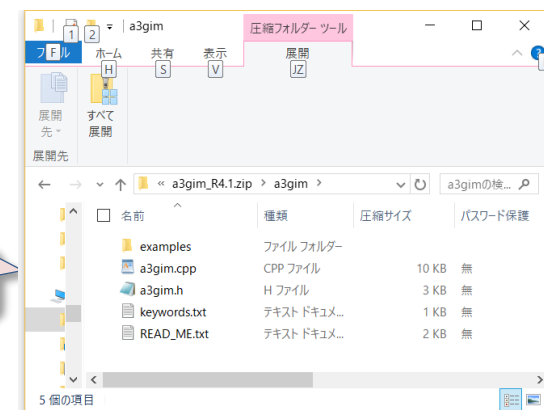 a3gim
圧縮フォルダー ツール
1
2
ファイル
ホーム
共有
表示
展開
F
H
S
V
JZ
展開先
すべて展開
展開先
« a3gim_R4.1.zip > a3gim >
a3gimの検...
名前
種類
圧縮サイズ
パスワード保護
examples
ファイル フォルダー
a3gim.cpp
CPP ファイル
10 KB
無
a3gim.h
H ファイル
3 KB
無
keywords.txt
テキスト ドキュメ...
1 KB
無
READ_ME.txt
テキスト ドキュメ...
2 KB
無
5 個の項目